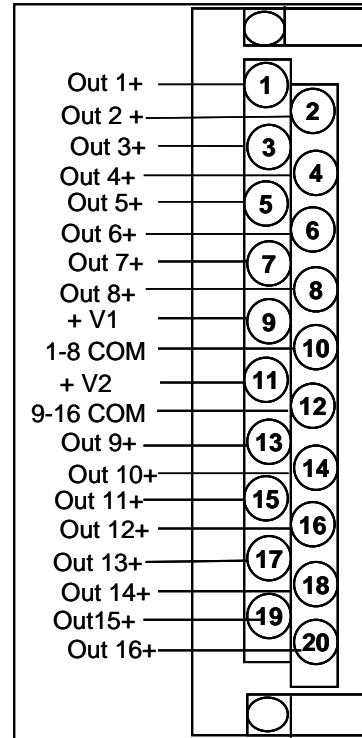 Out 1+ 1
Out 2 + 2
Out 3+ 3
Out 4+ 4
Out 5+ 5
Out 6+ 6
Out 7+ 7
Out 8+ 8
+ V1 9
1-8 COM 10
+ V2 11
9-16 COM 12
Out 9+ 13
Out 10+ 14
Out 11+ 15
Out 12+ 16
Out 13+ 17
Out 14+ 18
Out15+ 19
Out 16+ 20